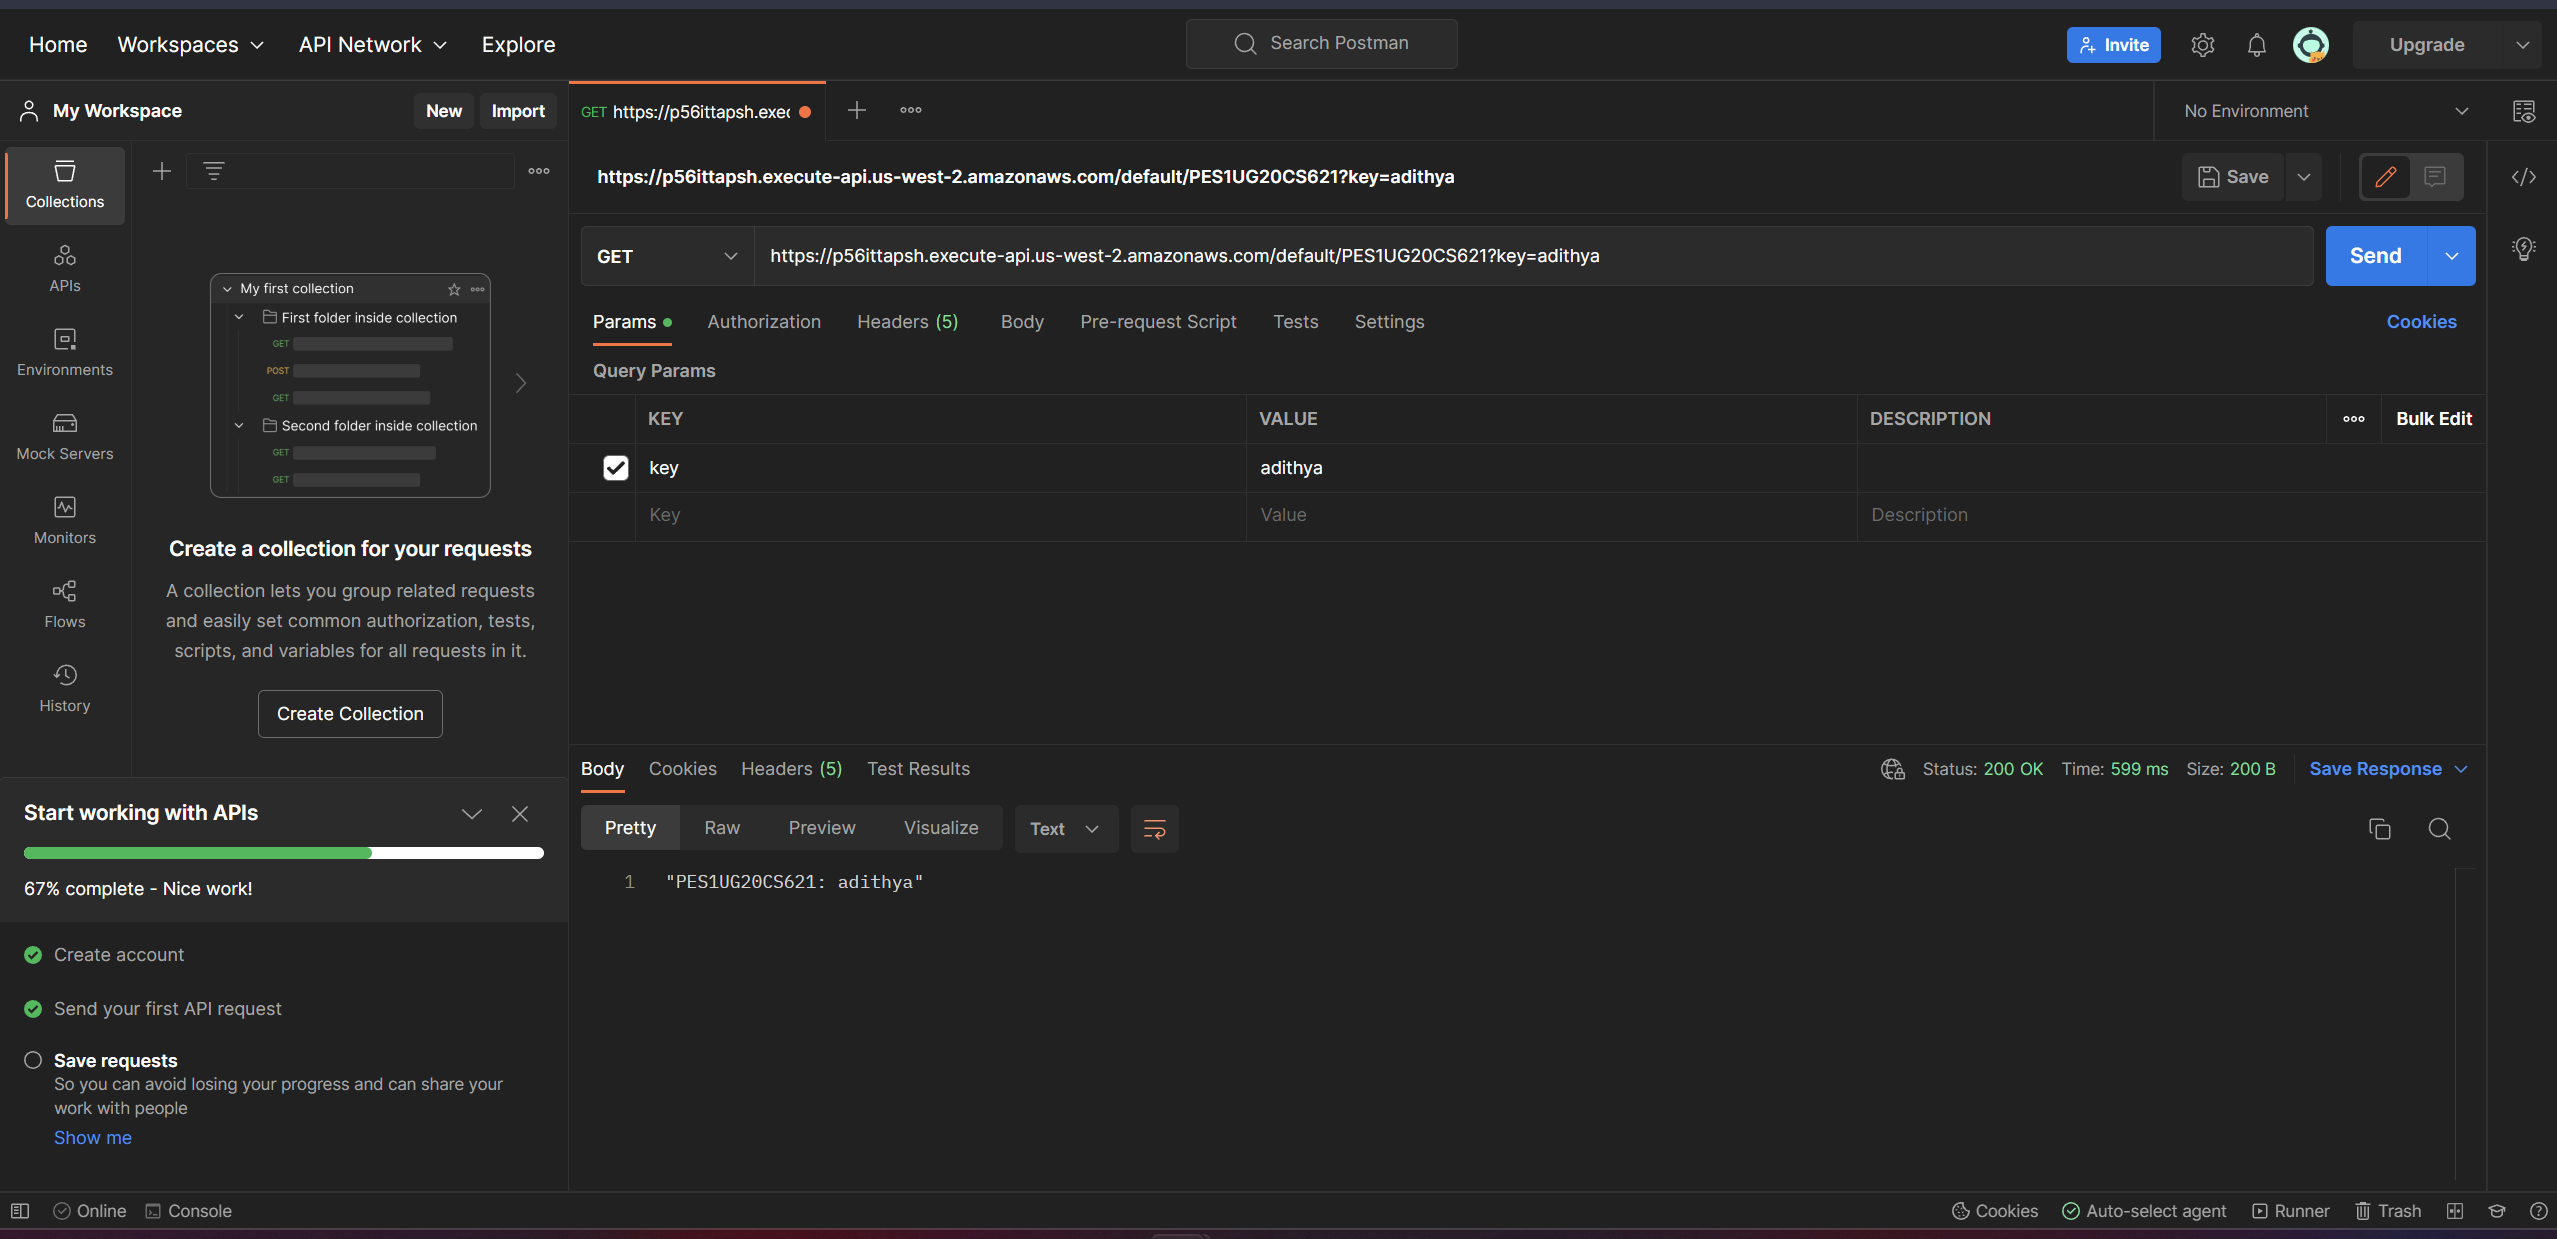 Home Workspaces API Network Explore Search Postman Invite Upgrade
My Workspace New Import GET https://p56ittapsh.exec No Environment
https://p56ittapsh.execute-api.us-west-2.amazonaws.com/default/PES1UG20CS621?key=adithya Save
GET https://p56ittapsh.execute-api.us-west-2.amazonaws.com/default/PES1UG20CS621?key=adithya Send
Params Authorization Headers (5) Body Pre-request Script Tests Settings Cookies
Query Params
KEY VALUE DESCRIPTION Bulk Edit
key adithya
Key Value Description
Collections
APIs
Environments
Mock Servers
Monitors
Flows
History
My first collection
First folder inside collection
GET
POST
GET
Second folder inside collection
GET
GET
Create a collection for your requests
A collection lets you group related requests
and easily set common authorization, tests,
scripts, and variables for all requests in it.
Create Collection
Start working with APIs
67% complete - Nice work!
Create account
Send your first API request
Save requests
So you can avoid losing your progress and can share your
work with people
Show me
Body Cookies Headers (5) Test Results Status: 200 OK Time: 599 ms Size: 200 B Save Response
Pretty Raw Preview Visualize Text
1 "PES1UG20CS621: adithya"
Online Console Cookies Auto-select agent Runner Trash